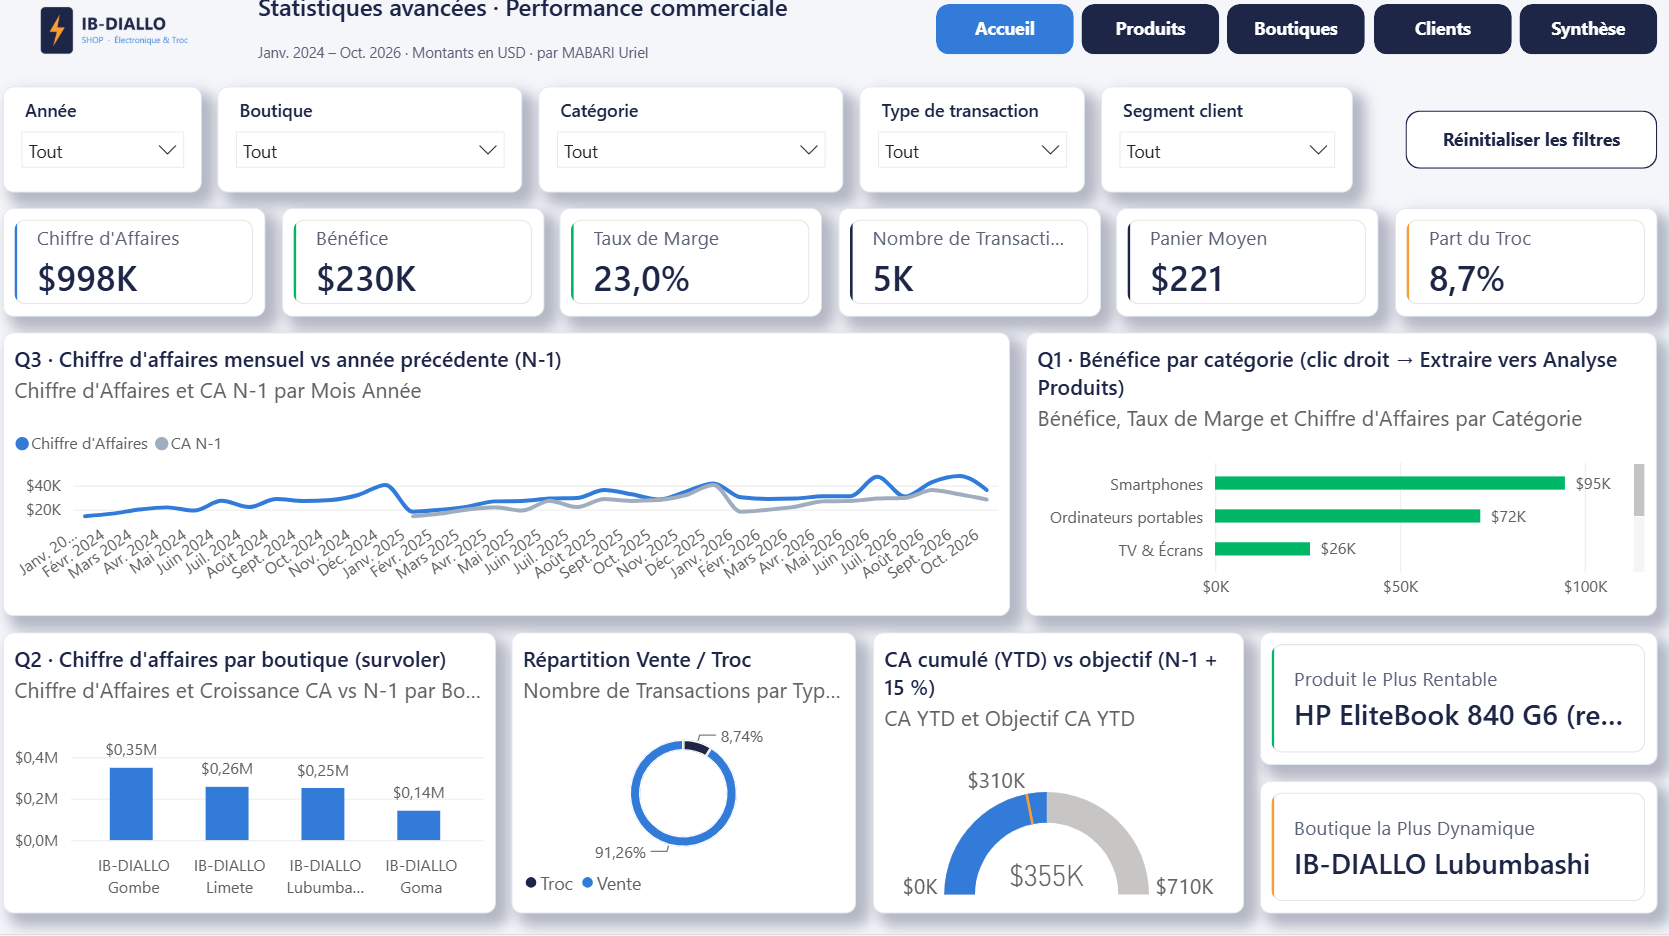 IB-DIALLO
SHOP · Électronique & Troc
Statistiques avancées · Performance commerciale
Janv. 2024 – Oct. 2026 · Montants en USD · par MABARI Uriel
Accueil
Produits
Boutiques
Clients
Synthèse
Année
Tout
Boutique
Tout
Catégorie
Tout
Type de transaction
Tout
Segment client
Tout
Réinitialiser les filtres
Chiffre d'Affaires
$998K
Bénéfice
$230K
Taux de Marge
23,0%
Nombre de Transacti...
5K
Panier Moyen
$221
Part du Troc
8,7%
Q3 · Chiffre d'affaires mensuel vs année précédente (N-1)
Chiffre d'Affaires et CA N-1 par Mois Année
Chiffre d'Affaires
CA N-1
$40K
$20K
Janv. 20...
Févr. 2024
Mars 2024
Avr. 2024
Mai 2024
Juin 2024
Juil. 2024
Août 2024
Sept. 2024
Oct. 2024
Nov. 2024
Déc. 2024
Janv. 2025
Févr. 2025
Mars 2025
Avr. 2025
Mai 2025
Juin 2025
Juil. 2025
Août 2025
Sept. 2025
Oct. 2025
Nov. 2025
Déc. 2025
Janv. 2026
Févr. 2026
Mars 2026
Avr. 2026
Mai 2026
Juin 2026
Juil. 2026
Août 2026
Sept. 2026
Oct. 2026
Q1 · Bénéfice par catégorie (clic droit → Extraire vers Analyse
Produits)
Bénéfice, Taux de Marge et Chiffre d'Affaires par Catégorie
Smartphones
$95K
Ordinateurs portables
$72K
TV & Écrans
$26K
$0K
$50K
$100K
Q2 · Chiffre d'affaires par boutique (survoler)
Chiffre d'Affaires et Croissance CA vs N-1 par Bo...
$0,4M
$0,2M
$0,0M
$0,35M
$0,26M
$0,25M
$0,14M
IB-DIALLO
Gombe
IB-DIALLO
Limete
IB-DIALLO
Lubumba...
IB-DIALLO
Goma
Répartition Vente / Troc
Nombre de Transactions par Typ...
8,74%
91,26%
Troc
Vente
CA cumulé (YTD) vs objectif (N-1 +
15 %)
CA YTD et Objectif CA YTD
$310K
$0K
$355K
$710K
Produit le Plus Rentable
HP EliteBook 840 G6 (re...
Boutique la Plus Dynamique
IB-DIALLO Lubumbashi